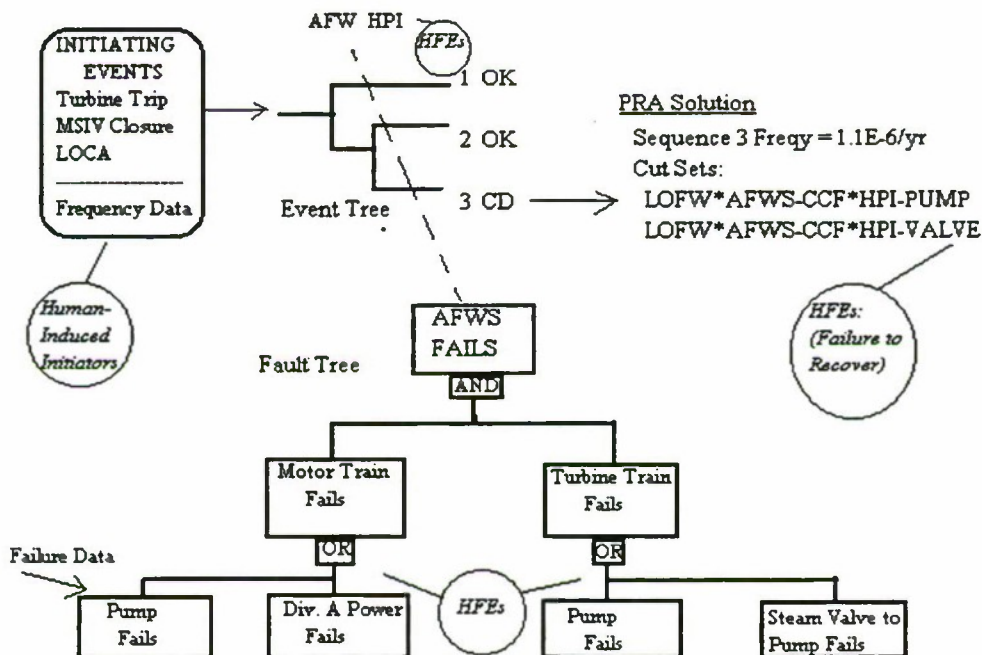 INITIATING
EVENTS
Turbine Trip
MSIV Closure
LOCA
Frequency Data
Human-
Induced
Initiators
AFW HPI
HFEs
1 OK
2 OK
3 CD
Event Tree
PRA Solution
Sequence 3 Freqy = 1.1E-6/yr
Cut Sets:
LOFW*AFWS-CCF*HPI-PUMP
LOFW*AFWS-CCF*HPI-VALVE
HFEs:
(Failure to
Recover)
AFWS
FAILS
AND
Fault Tree
Motor Train
Fails
OR
Turbine Train
Fails
OR
Failure Data
HFEs
Pump
Fails
Div. A Power
Fails
Pump
Fails
Steam Valve to
Pump Fails